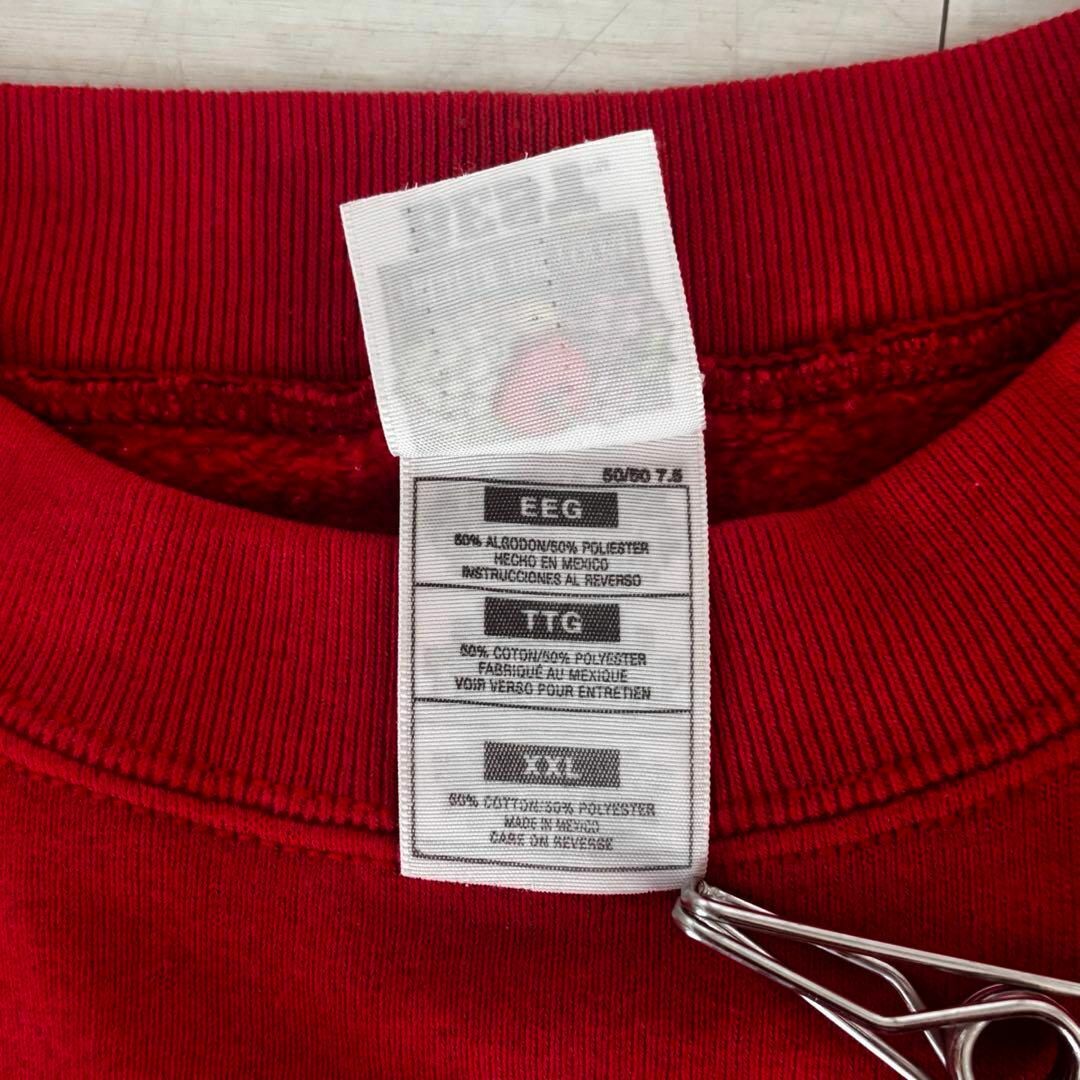 50/50 7.5
EEG
50% ALGODON/50% POLIESTER
HECHO EN MEXICO
INSTRUCCIONES AL REVERSO
TTG
50% COTON/50% POLYESTER
FABRIQUÉ AU MEXIQUE
VOIR VERSO POUR ENTRETIEN
XXL
50% COTTON/50% POLYESTER
MADE IN MEXICO
CARE ON REVERSE